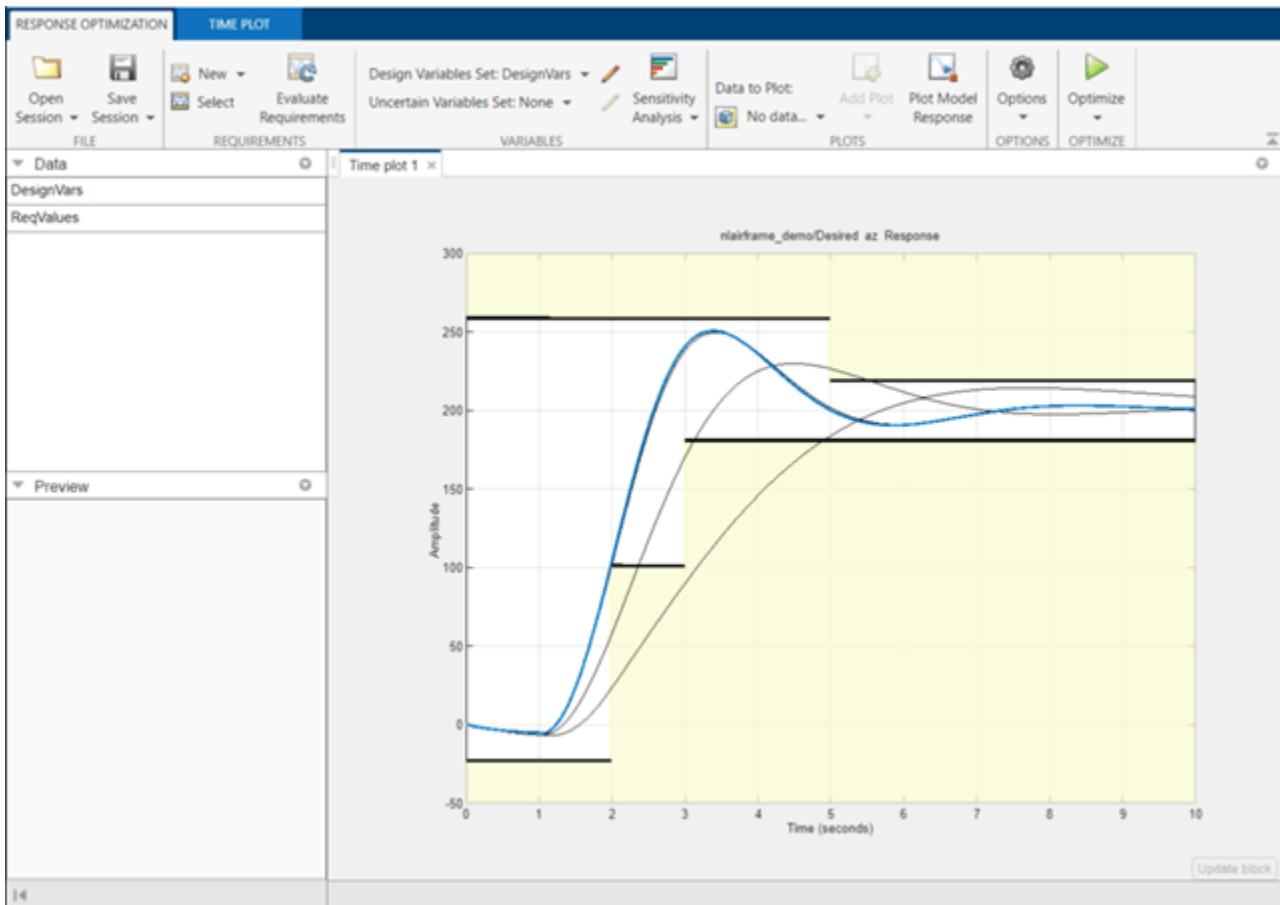 RESPONSE OPTIMIZATION TIME PLOT
Open Session
Save Session
FILE
New
Select
Evaluate Requirements
REQUIREMENTS
Design Variables Set: DesignVars
Uncertain Variables Set: None
Sensitivity Analysis
VARIABLES
Data to Plot:
No data...
Add Plot
Plot Model Response
PLOTS
Options
OPTIONS
Optimize
OPTIMIZE
Data
DesignVars
ReqValues
Preview
Time plot 1 ×
nlairframe_demo/Desired az Response
300
250
200
150
100
50
0
-50
Amplitude
0 1 2 3 4 5 6 7 8 9 10
Time (seconds)
Update block